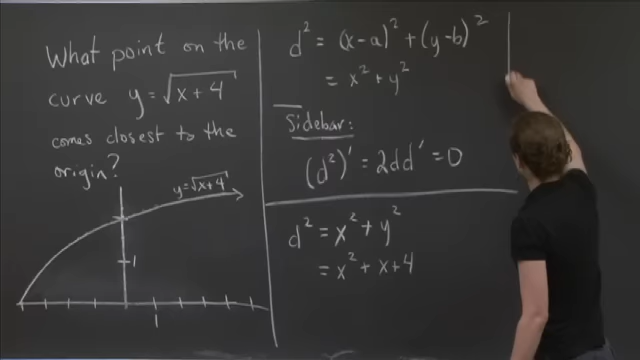 What point on the
curve y = √x + 4
comes closest to the
origin?
y = √x+4
1
1
d² = (x - a)² + (y - b)²
= x² + y²
Sidebar:
(d²)' = 2dd' = 0
d² = x² + y²
= x² + x + 4